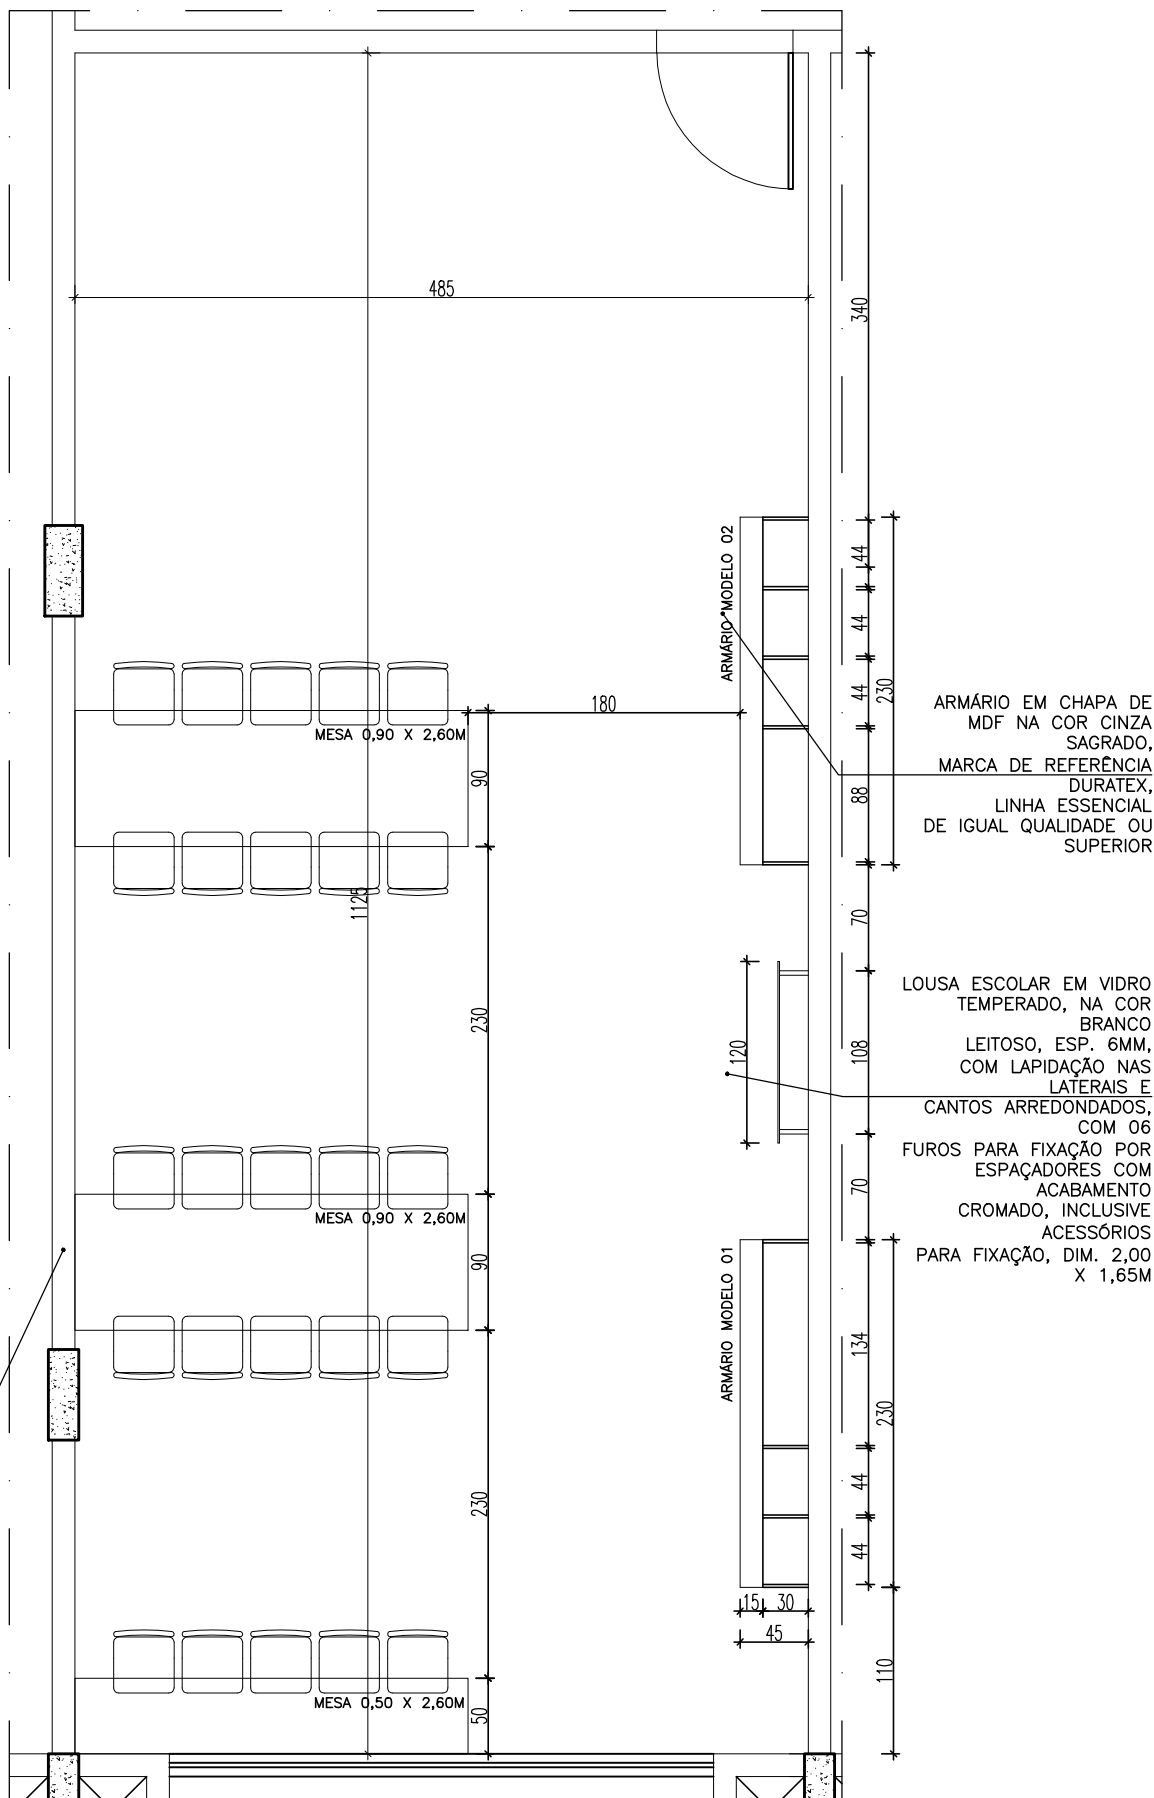 485
340
ARMÁRIO MODELO 02
44
44
44
230
88
180
MESA 0,90 X 2,60M
90
ARMÁRIO EM CHAPA DE
MDF NA COR CINZA
SAGRADO,
MARCA DE REFERÊNCIA
DURATEX,
LINHA ESSENCIAL
DE IGUAL QUALIDADE OU
SUPERIOR
1125
70
230
120
108
LOUSA ESCOLAR EM VIDRO
TEMPERADO, NA COR
BRANCO
LEITOSO, ESP. 6MM,
COM LAPIDAÇÃO NAS
LATERAIS E
CANTOS ARREDONDADOS,
COM 06
FUROS PARA FIXAÇÃO POR
ESPAÇADORES COM
ACABAMENTO
CROMADO, INCLUSIVE
ACESSÓRIOS
PARA FIXAÇÃO, DIM. 2,00
X 1,65M
70
MESA 0,90 X 2,60M
90
ARMÁRIO MODELO 01
134
230
230
44
44
15
30
45
110
MESA 0,50 X 2,60M
50